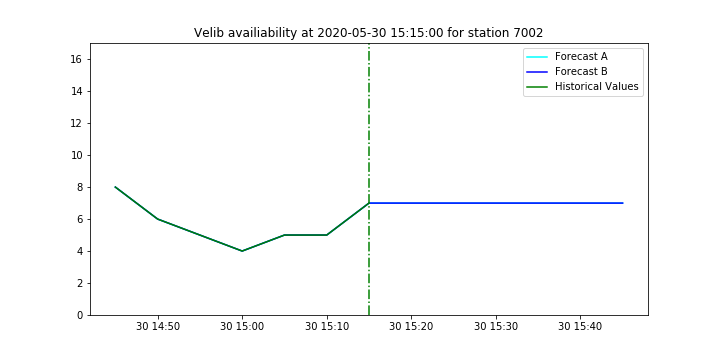 Velib availiability at 2020-05-30 15:15:00 for station 7002
Forecast A
Forecast B
Historical Values
16
14
12
10
8
6
4
2
0
30 14:50 30 15:00 30 15:10 30 15:20 30 15:30 30 15:40